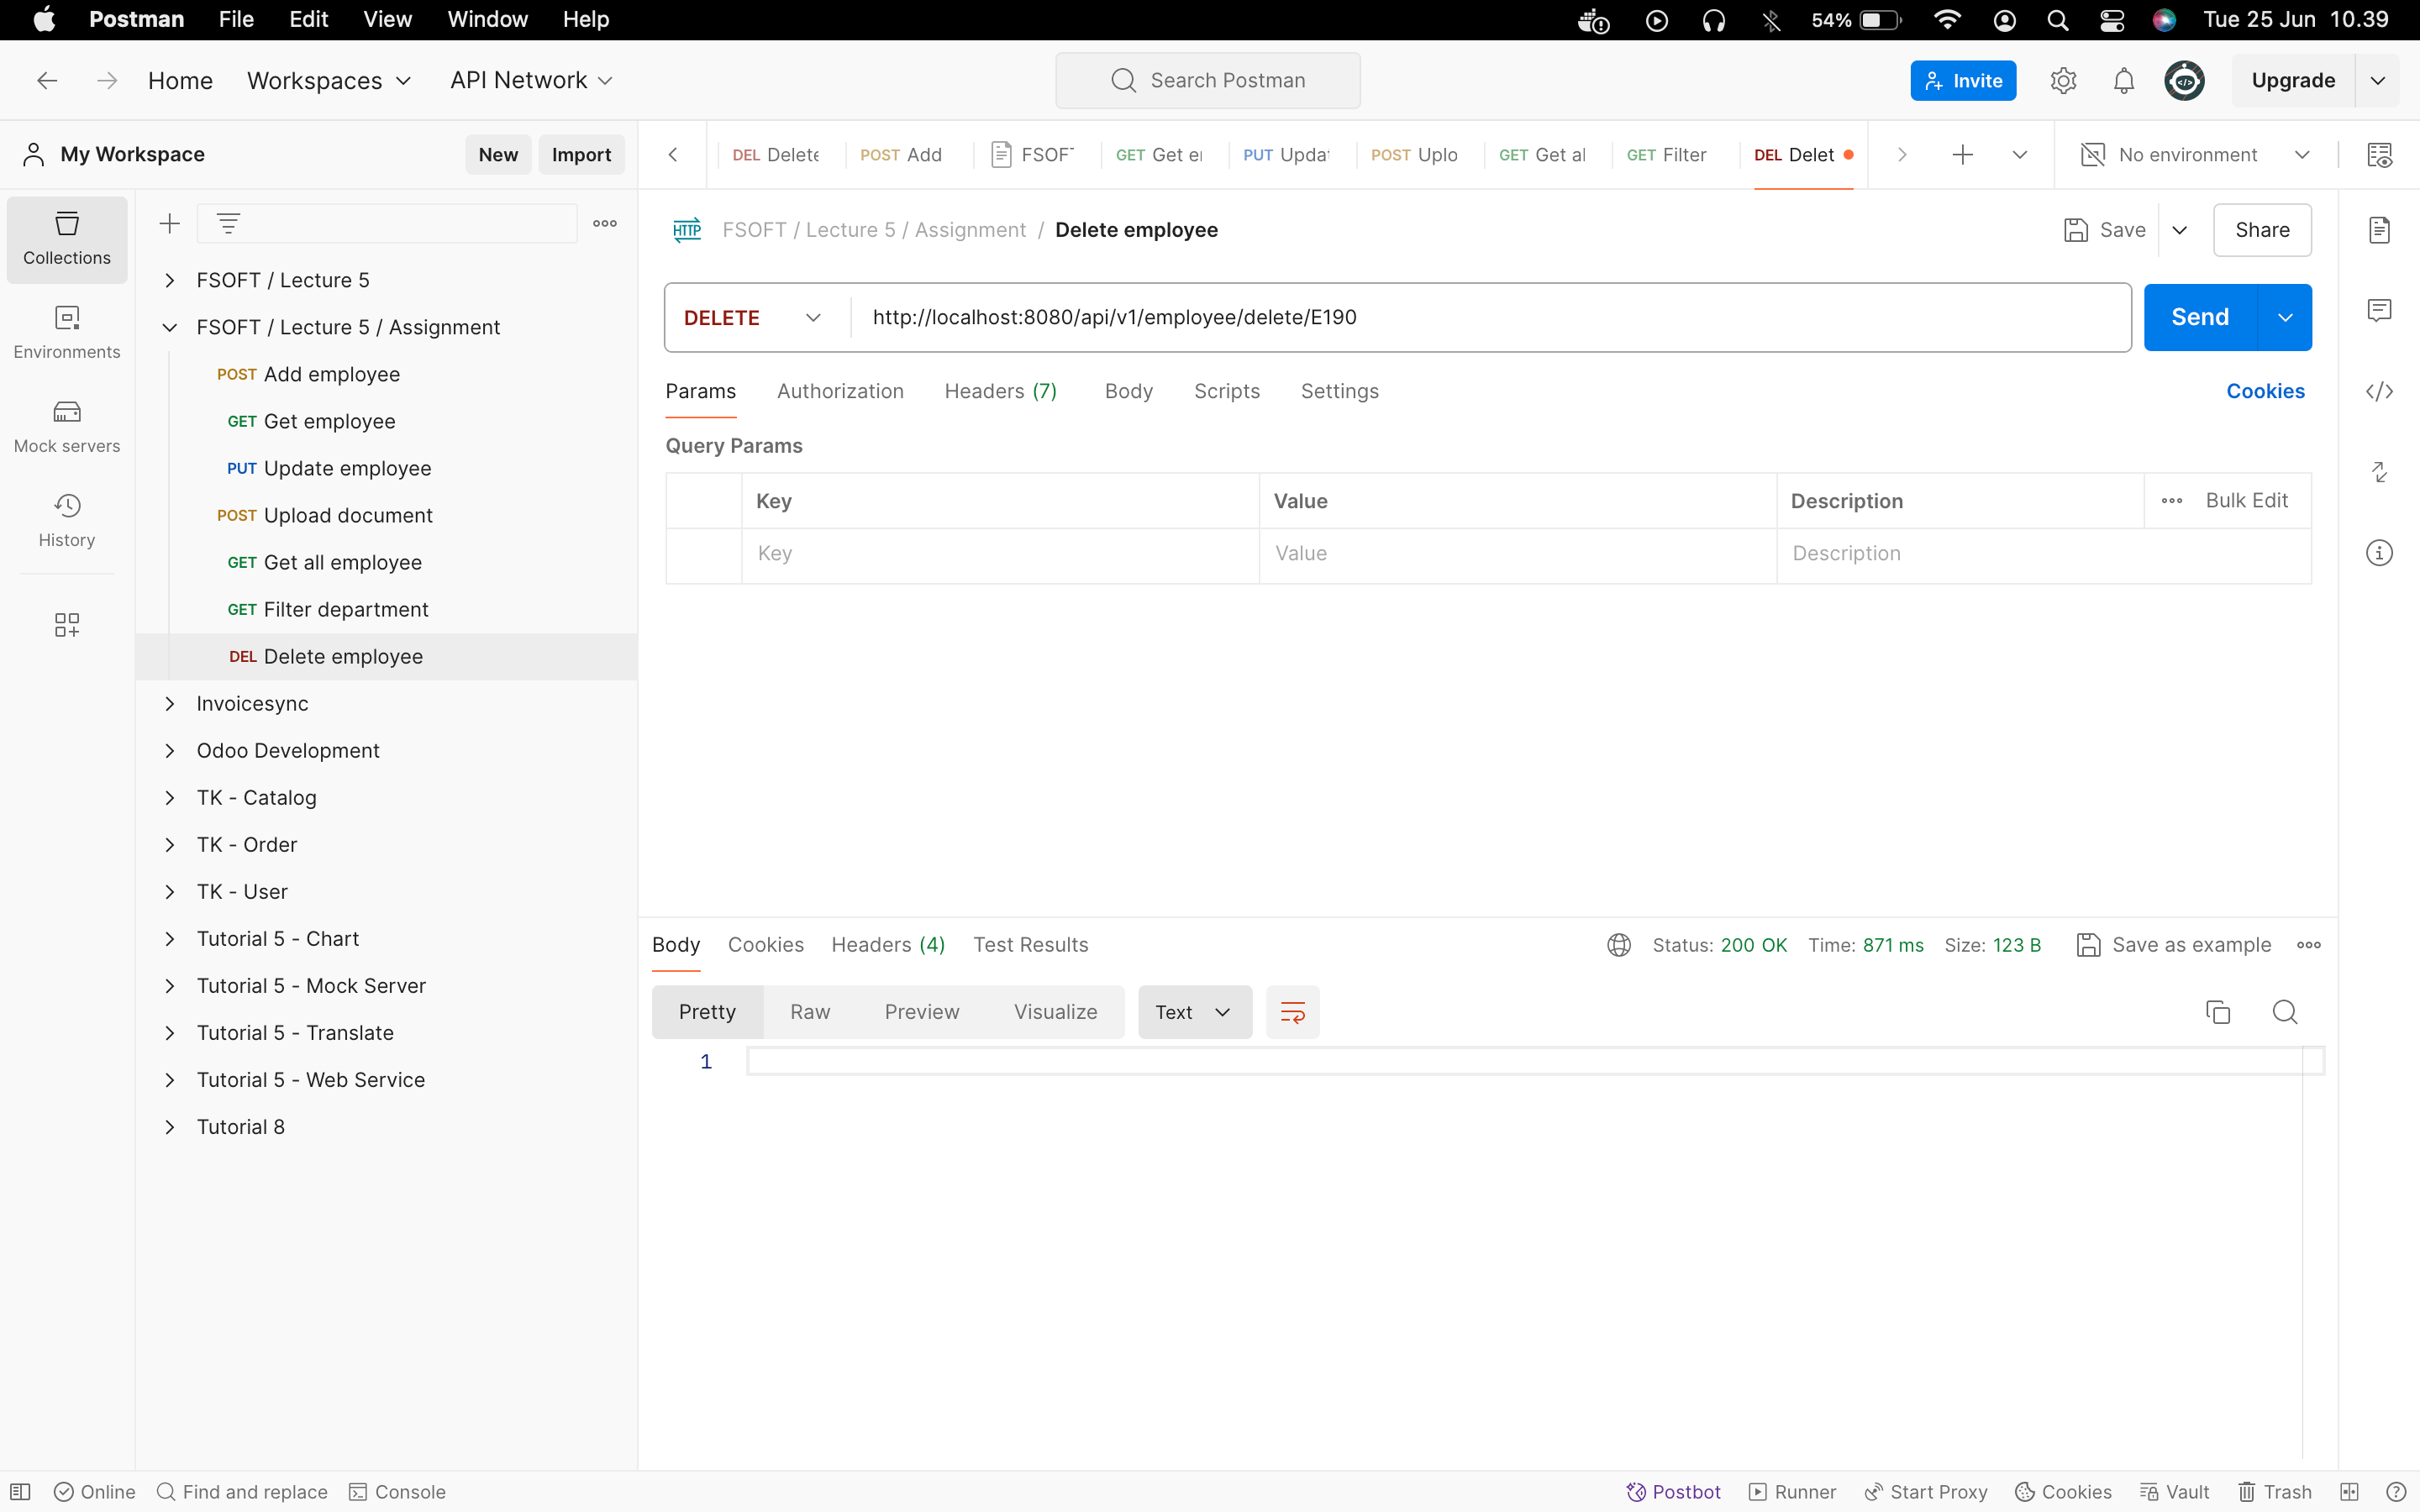 Postman File Edit View Window Help 54% Tue 25 Jun 10.39
Home Workspaces API Network Search Postman Invite Upgrade
My Workspace New Import
DEL Delete POST Add FSOFT GET Get e PUT Updat POST Uplo GET Get al GET Filter DEL Delet No environment
Collections
Environments
Mock servers
History
FSOFT / Lecture 5
FSOFT / Lecture 5 / Assignment
POST Add employee
GET Get employee
PUT Update employee
POST Upload document
GET Get all employee
GET Filter department
DEL Delete employee
Invoicesync
Odoo Development
TK - Catalog
TK - Order
TK - User
Tutorial 5 - Chart
Tutorial 5 - Mock Server
Tutorial 5 - Translate
Tutorial 5 - Web Service
Tutorial 8
HTTP FSOFT / Lecture 5 / Assignment / Delete employee Save Share
DELETE http://localhost:8080/api/v1/employee/delete/E190 Send
Params Authorization Headers (7) Body Scripts Settings Cookies
Query Params
Key Value Description Bulk Edit
Key Value Description
Body Cookies Headers (4) Test Results Status: 200 OK Time: 871 ms Size: 123 B Save as example
Pretty Raw Preview Visualize Text
1
Online Find and replace Console Postbot Runner Start Proxy Cookies Vault Trash